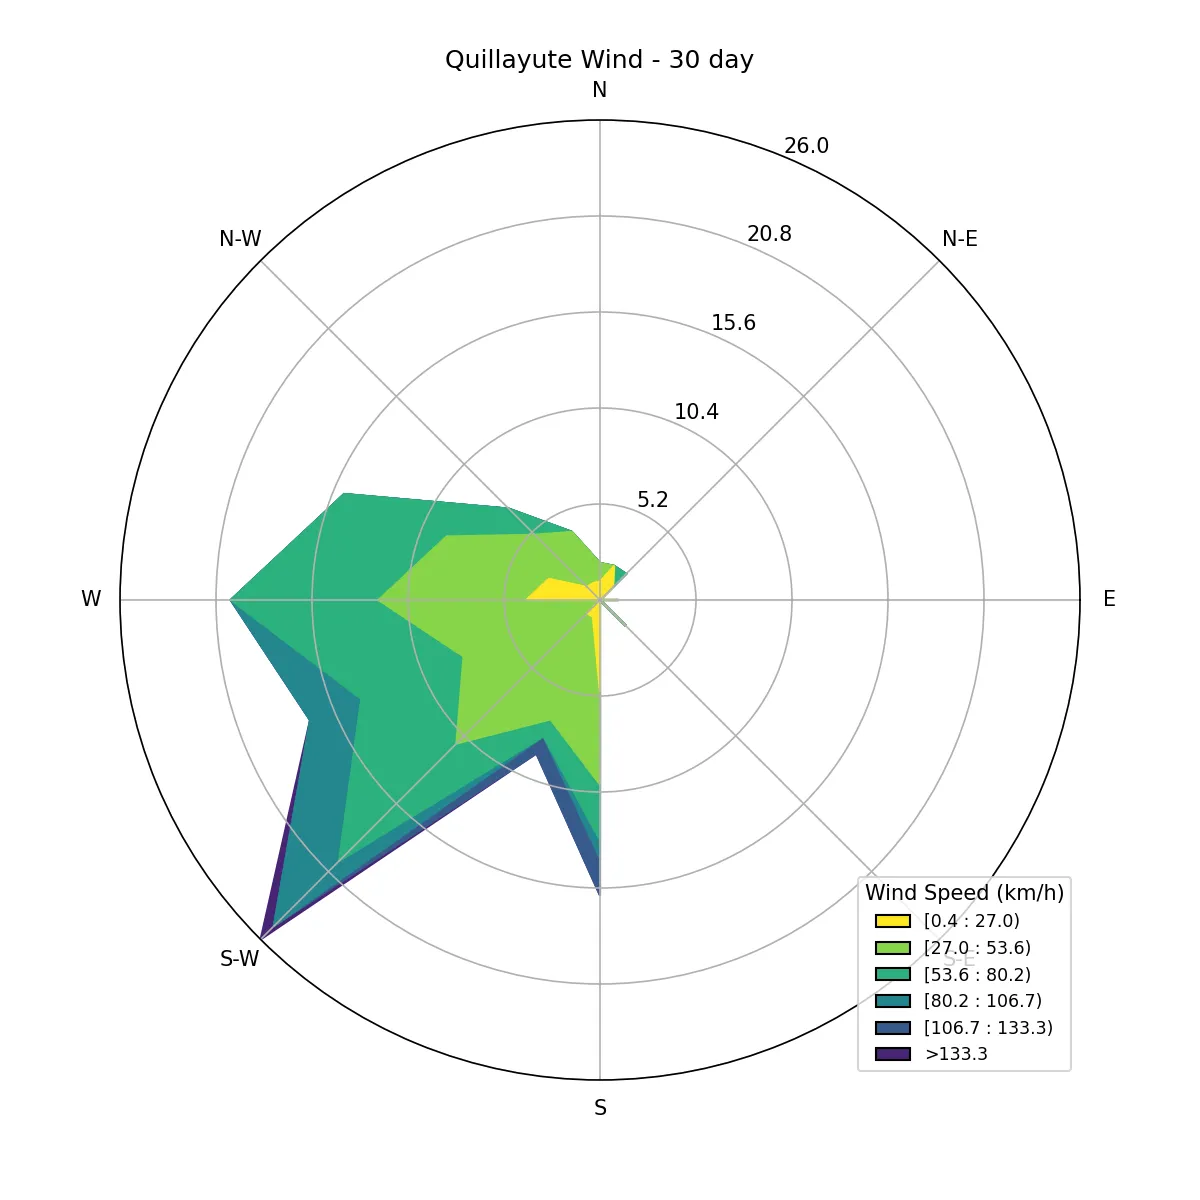 Quillayute Wind - 30 day
N
26.0
N-W
N-E
20.8
15.6
10.4
5.2
W
E
Wind Speed (km/h)
[0.4 : 27.0)
[27.0 : 53.6)
S-W
S-E
[53.6 : 80.2)
[80.2 : 106.7)
[106.7 : 133.3)
>133.3
S